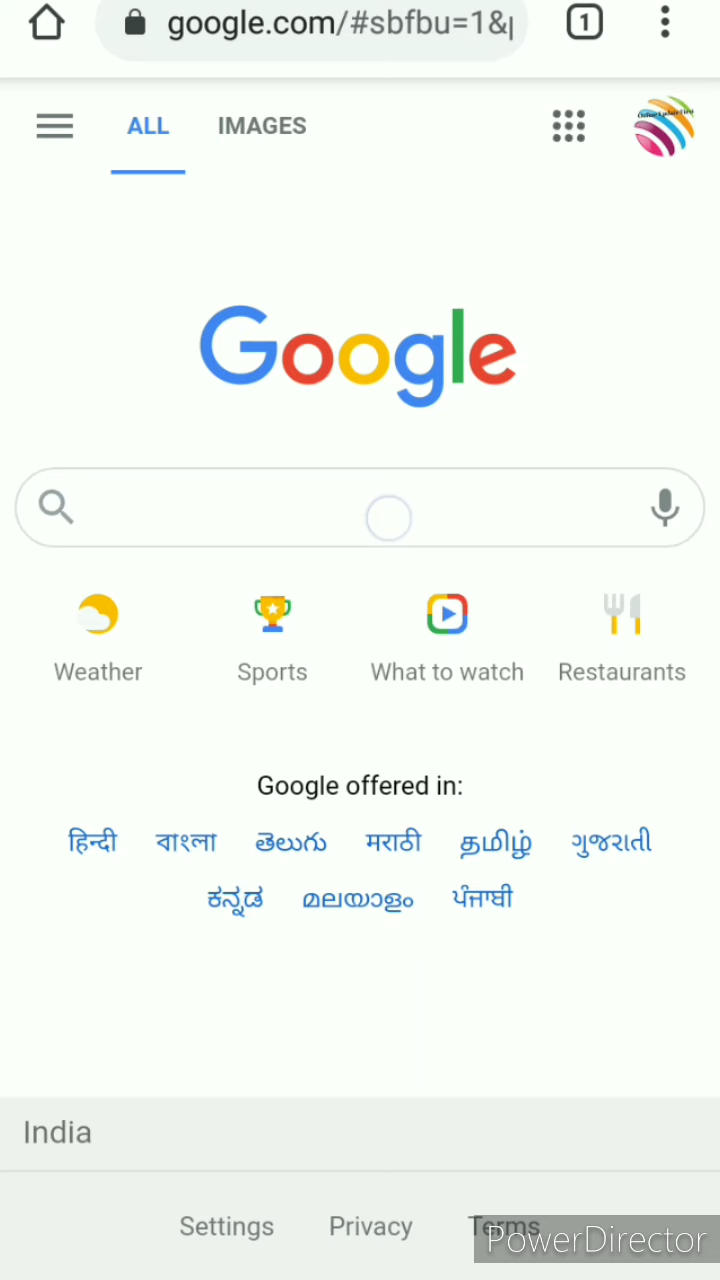 google.com/#sbfbu=1&p
1
ALL IMAGES
Google
Weather Sports What to watch Restaurants
Google offered in:
हिन्दी বাংলা తెలుగు मराठी தமிழ் ગુજરાતી
ಕನ್ನಡ മലയാളം ਪੰਜਾਬੀ
India
Settings Privacy Terms
PowerDirector